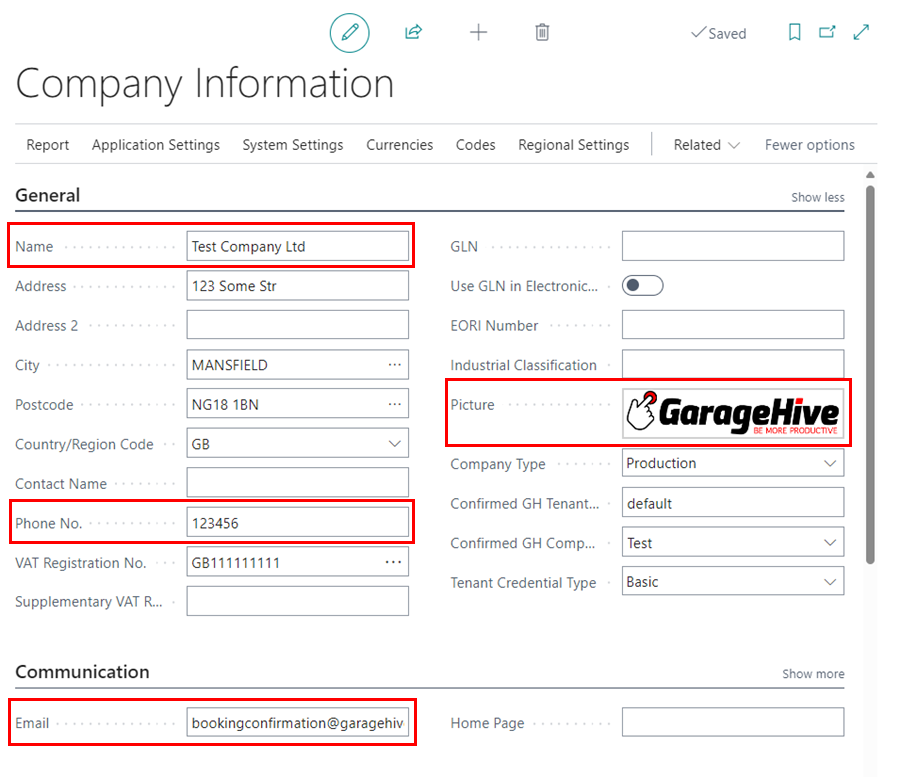 Saved
Company Information
Report Application Settings System Settings Currencies Codes Regional Settings Related Fewer options
General Show less
Name Test Company Ltd
Address 123 Some Str
Address 2
City MANSFIELD ...
Postcode NG18 1BN ...
Country/Region Code GB
Contact Name
Phone No. 123456
VAT Registration No. GB111111111 ...
Supplementary VAT R...
GLN
Use GLN in Electronic...
EORI Number
Industrial Classification
Picture GarageHive
BE MORE PRODUCTIVE
Company Type Production
Confirmed GH Tenant... default
Confirmed GH Comp... Test
Tenant Credential Type Basic
Communication Show more
Email bookingconfirmation@garagehiv
Home Page